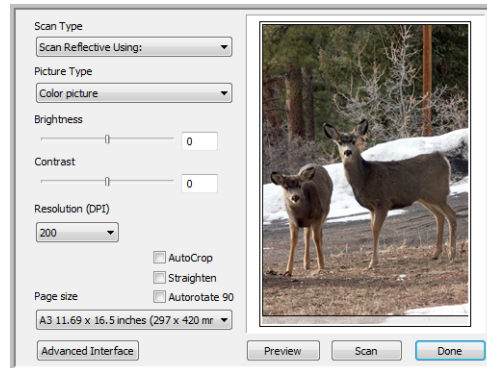 Scan Type
Scan Reflective Using:
Picture Type
Color picture
Brightness
0
Contrast
0
Resolution (DPI)
200
AutoCrop
Straighten
Page size
Autorotate 90
A3 11.69 x 16.5 inches (297 x 420 mr
Advanced Interface
Preview
Scan
Done